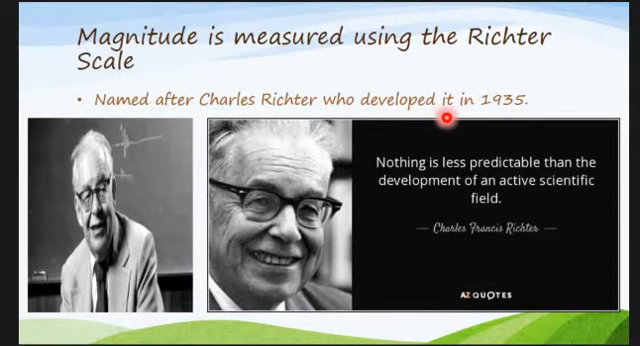 Magnitude is measured using the Richter
Scale
• Named after Charles Richter who developed it in 1935.
Nothing is less predictable than the
development of an active scientific
field.
— Charles Francis Richter —
AZ QUOTES